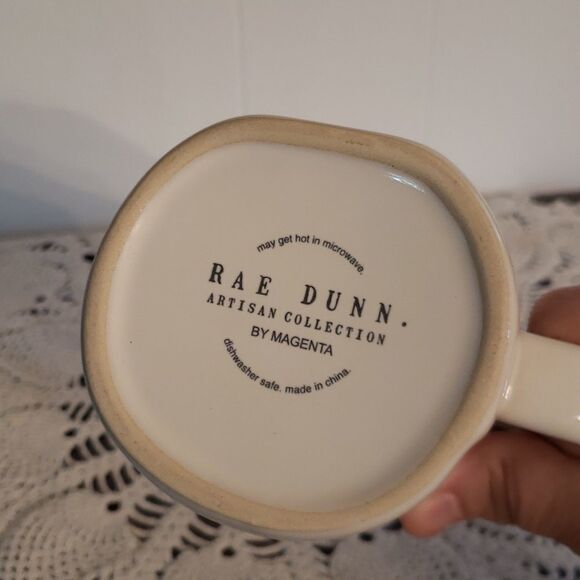 may get hot in microwave.
RAE DUNN.
ARTISAN COLLECTION
BY MAGENTA
dishwasher safe. made in china.